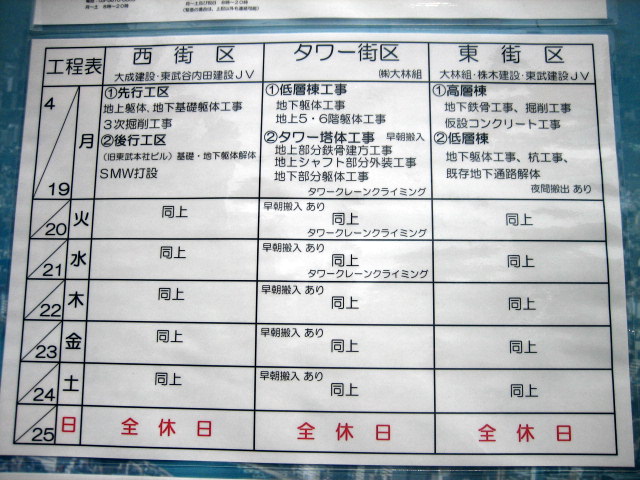 工程表
西街区
大成建設・東武谷内田建設JV
タワー街区
㈱大林組
東街区
大林組・株木建設・東武建設JV
4
19
月
①先行工区
地上躯体、地下基礎躯体工事
3次掘削工事
②後行工区
(旧東武本社ビル)基礎・地下躯体解体
SMW打設
①低層棟工事
地下躯体工事
地上5・6階躯体工事
②タワー塔体工事 早朝搬入
地上部分鉄骨建方工事
地上シャフト部分外装工事
地下部分躯体工事
タワークレーンクライミング
①高層棟
地下鉄骨工事、掘削工事
仮設コンクリート工事
②低層棟
地下躯体工事、杭工事、
既存地下通路解体
夜間搬出 あり
20
火
同上
早朝搬入 あり
同上
タワークレーンクライミング
同上
21
水
同上
早朝搬入 あり
同上
タワークレーンクライミング
同上
22
木
同上
早朝搬入 あり
同上
同上
23
金
同上
早朝搬入 あり
同上
同上
24
土
同上
早朝搬入 あり
同上
同上
25
日
全休日
全休日
全休日